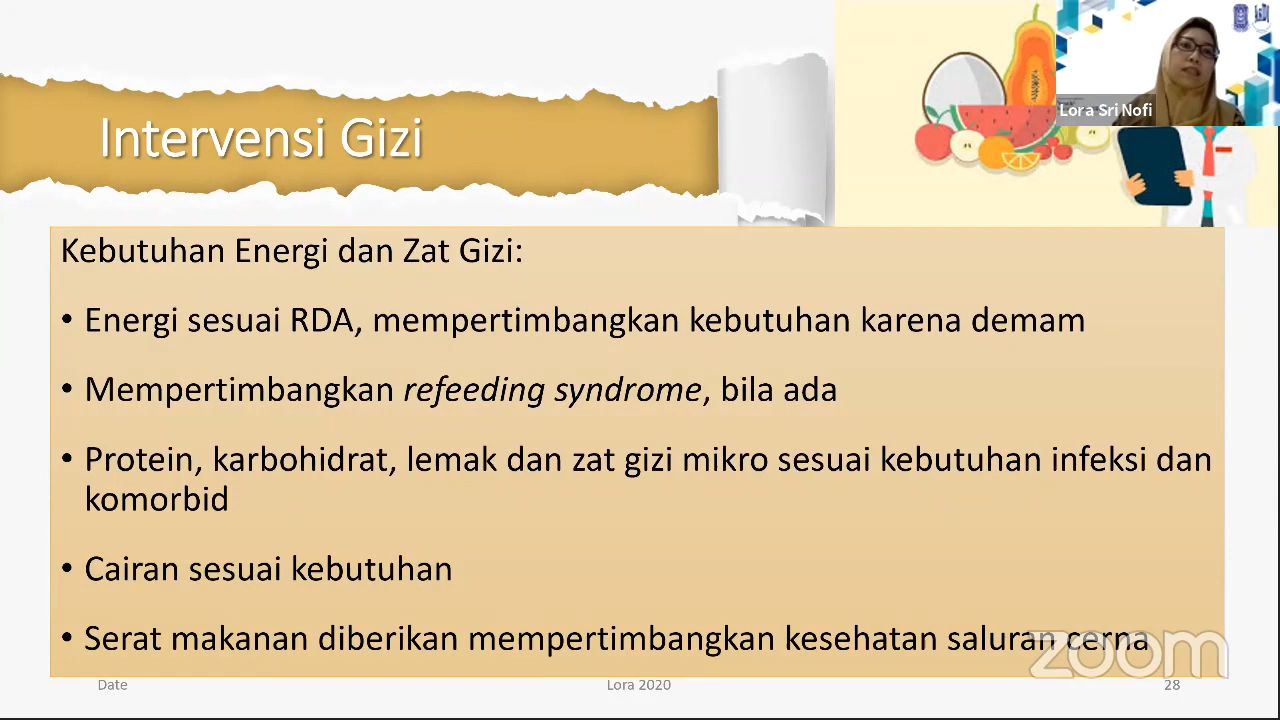 Lora Sri Nofi
Intervensi Gizi
Kebutuhan Energi dan Zat Gizi:
• Energi sesuai RDA, mempertimbangkan kebutuhan karena demam
• Mempertimbangkan refeeding syndrome, bila ada
• Protein, karbohidrat, lemak dan zat gizi mikro sesuai kebutuhan infeksi dan
komorbid
• Cairan sesuai kebutuhan
• Serat makanan diberikan mempertimbangkan kesehatan saluran cerna
zoom
Date Lora 2020 28